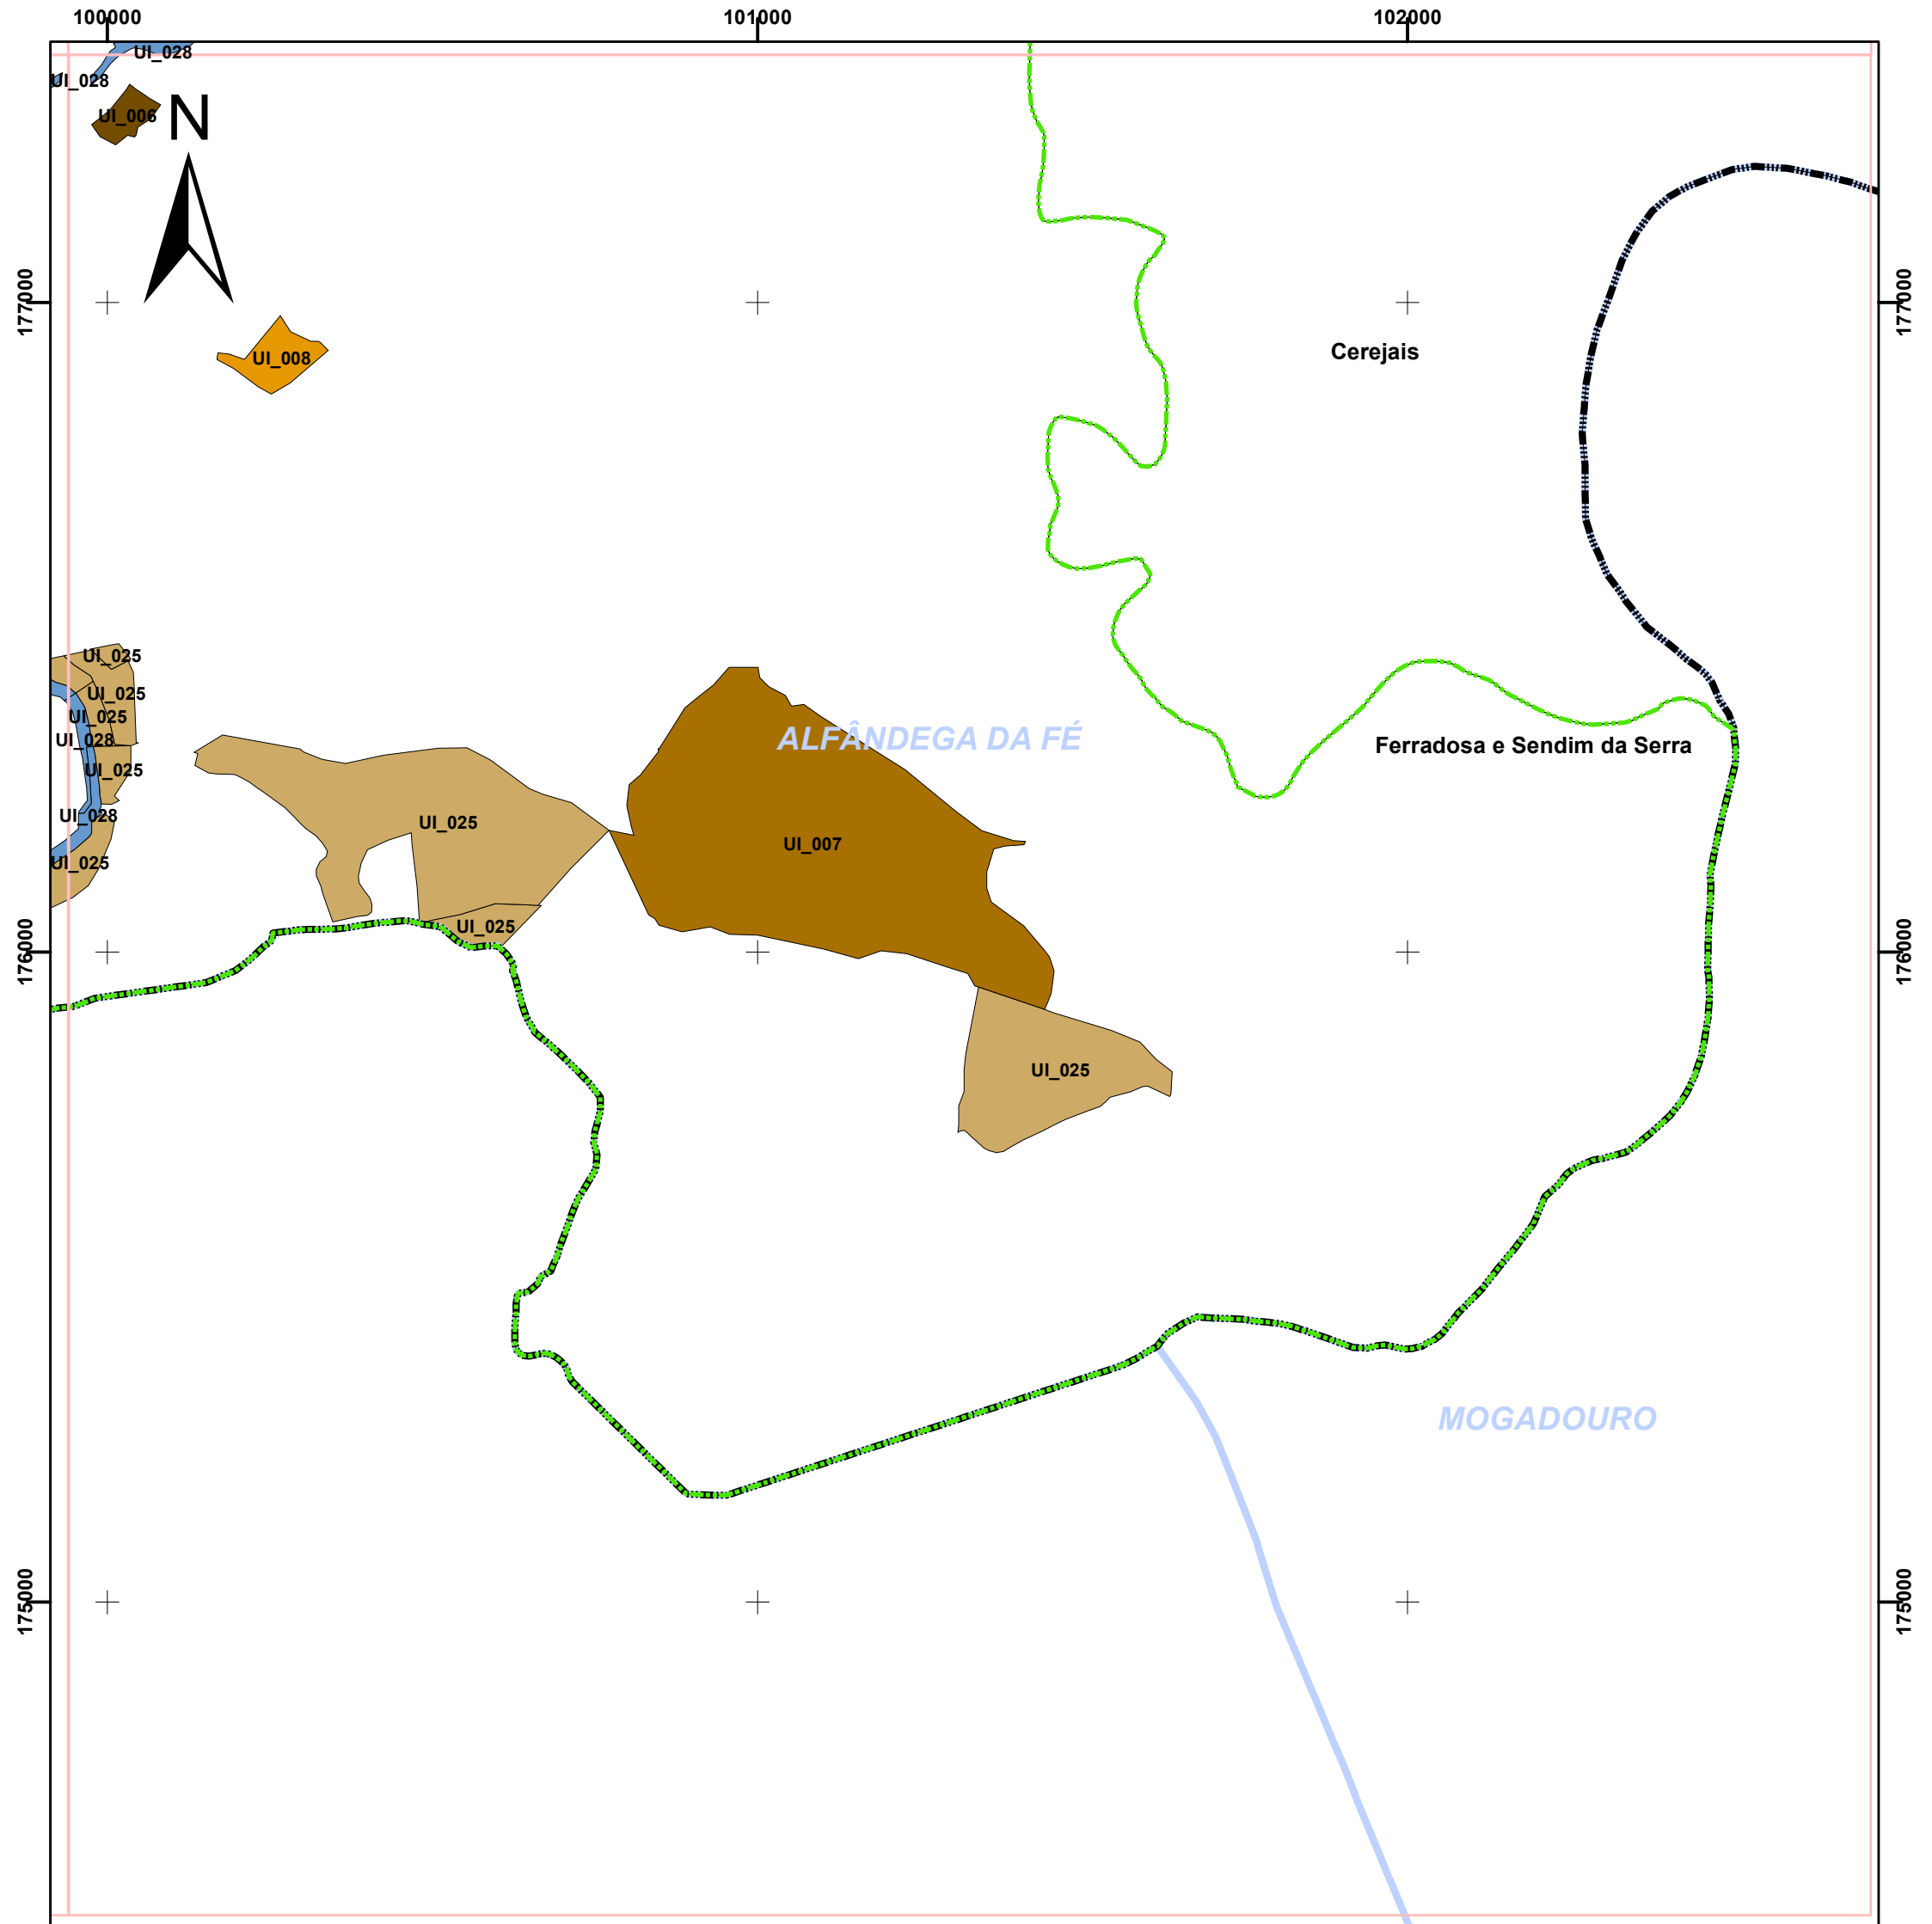 100000 101000 102000
UI_028
UI_028
UI_006
N
177000 177000
Cerejais
UI_008
UI_025
UI_025
UI_025
ALFÂNDEGA DA FÉ
UI_028
Ferradosa e Sendim da Serra
UI_025
UI_028
UI_025
UI_007
UI_025
UI_025
176000 176000
UI_025
MOGADOURO
175000 175000